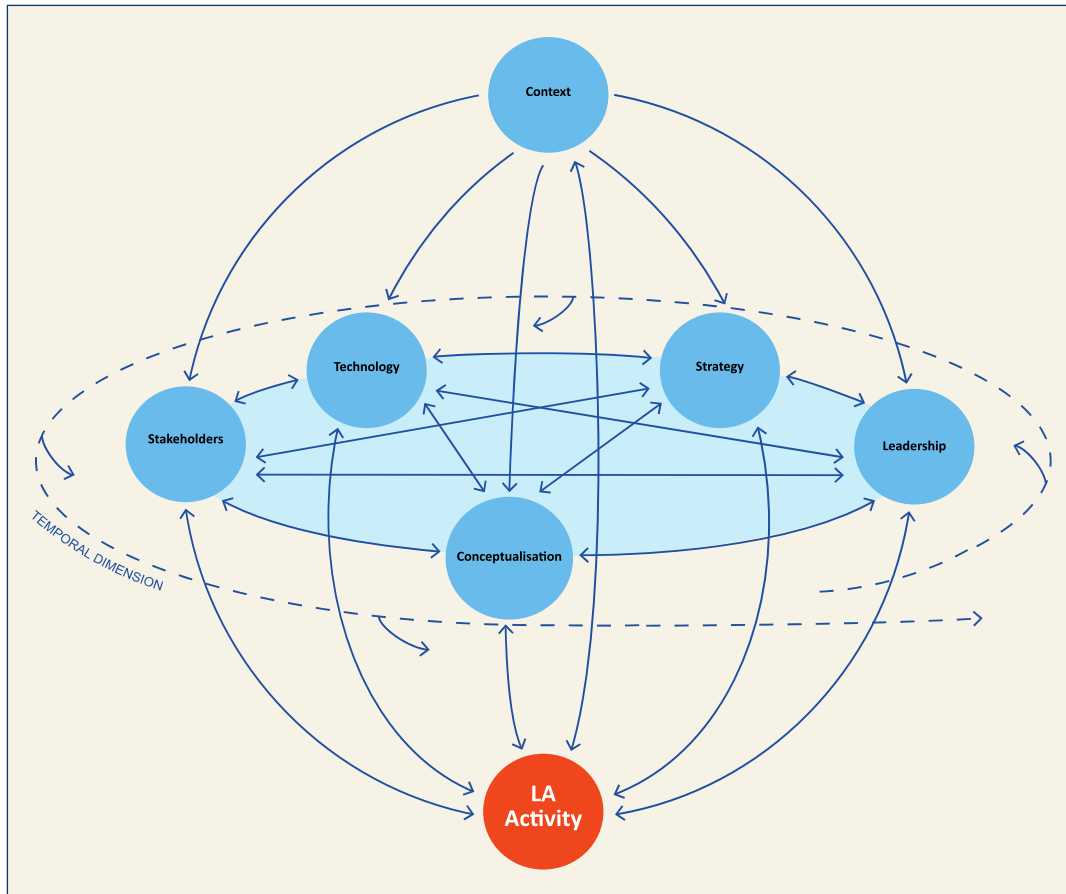 Context
Technology
Strategy
Stakeholders
Leadership
Conceptualisation
TEMPORAL DIMENSION
LA
Activity